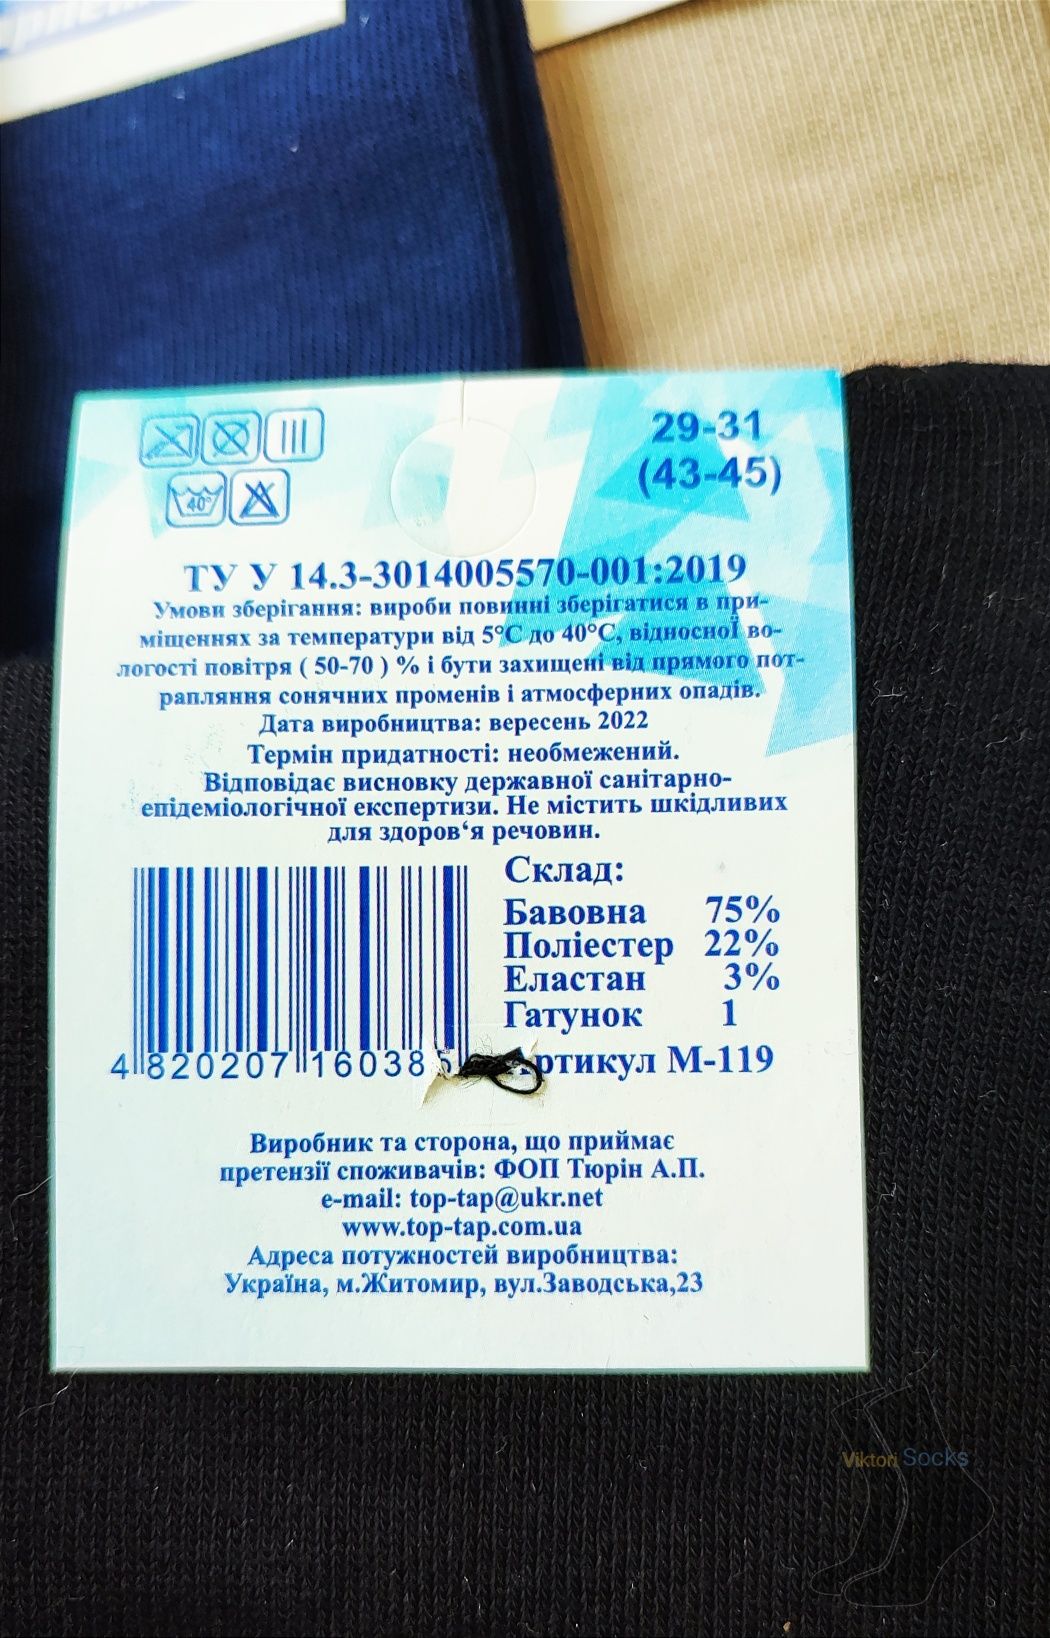 29-31
(43-45)
40°
ТУ У 14.3-3014005570-001:2019
Умови зберігання: вироби повинні зберігатися в при-
міщеннях за температури від 5°С до 40°С, відносної во-
логості повітря ( 50-70 ) % і бути захищені від прямого пот-
рапляння сонячних променів і атмосферних опадів.
Дата виробництва: вересень 2022
Термін придатності: необмежений.
Відповідає висновку державної санітарно-
епідеміологічної експертизи. Не містить шкідливих
для здоров‘я речовин.
Склад:
Бавовна 75%
Поліестер 22%
Еластан 3%
Гатунок 1
Артикул М-119
4 820207 160385
Виробник та сторона, що приймає
претензії споживачів: ФОП Тюрін А.П.
e-mail: top-tap@ukr.net
www.top-tap.com.ua
Адреса потужностей виробництва:
Україна, м.Житомир, вул.Заводська,23
Viktori Socks